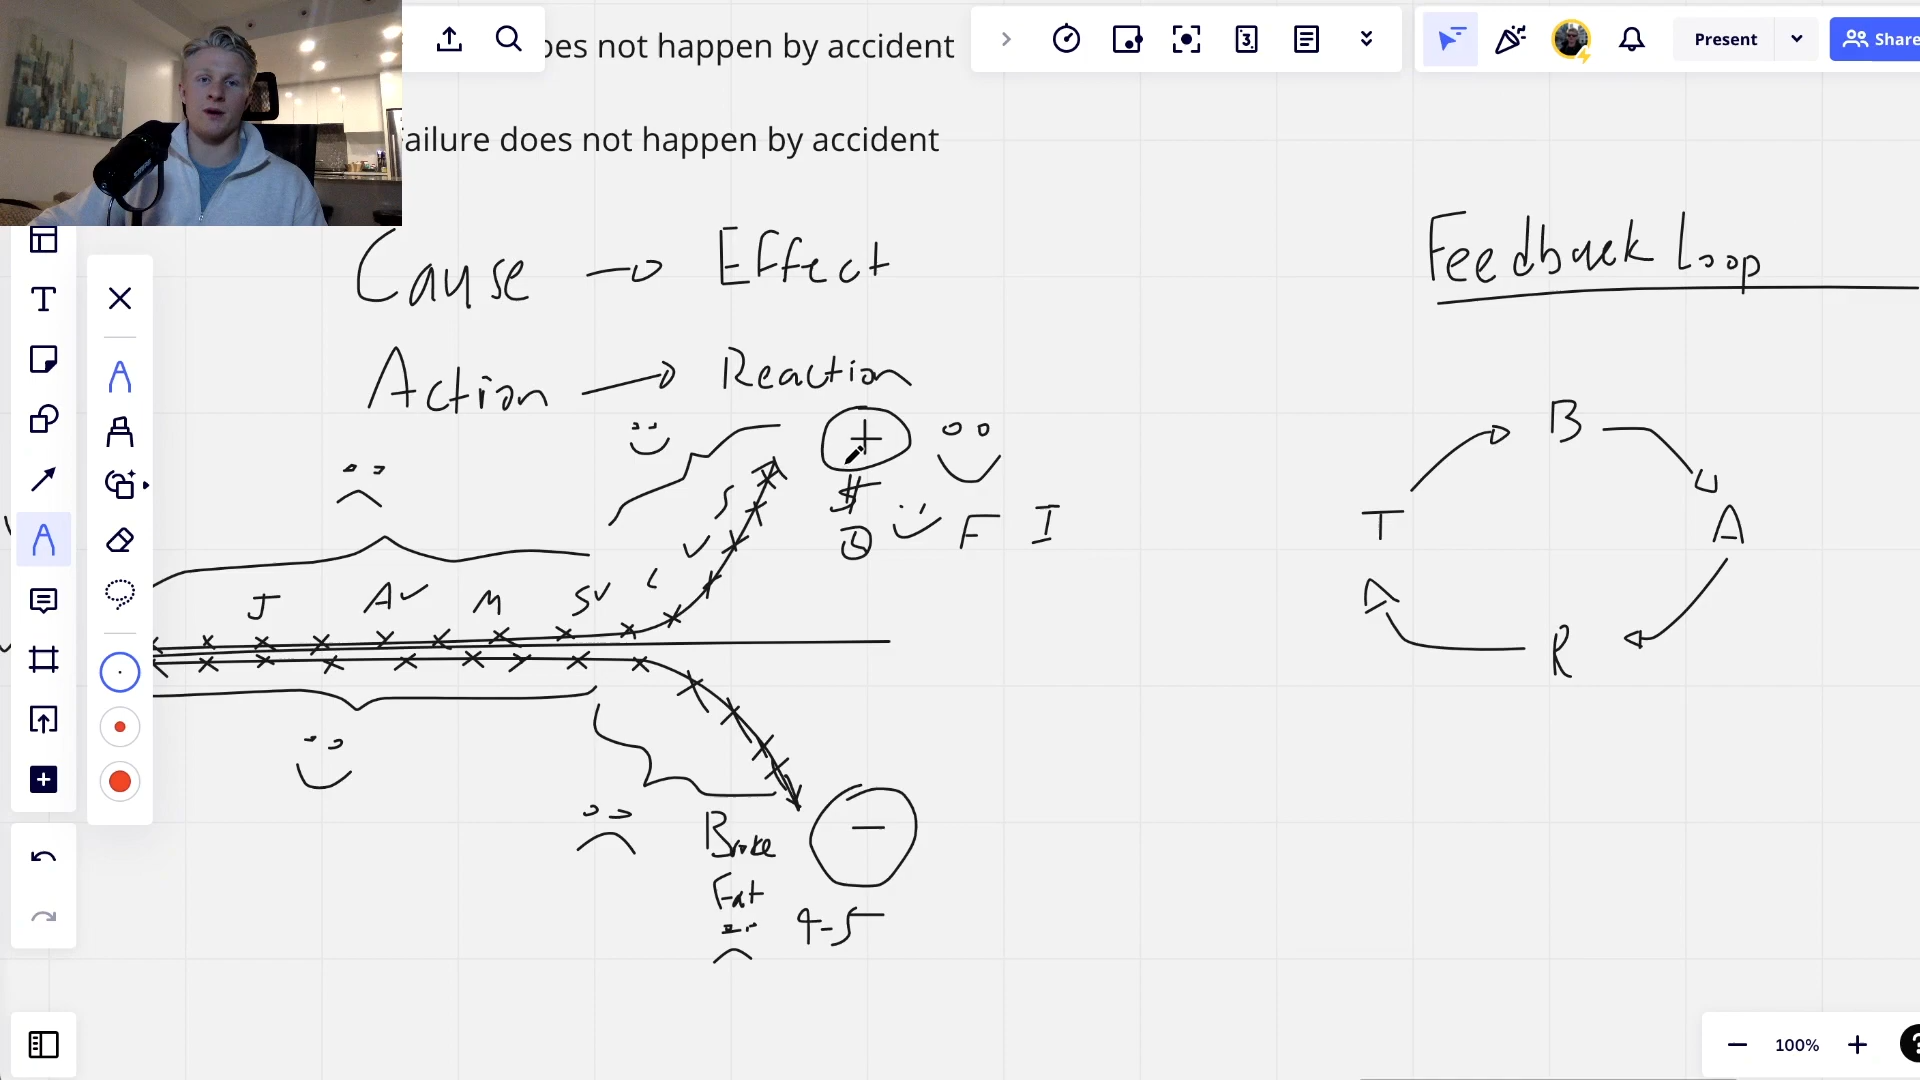 oes not happen by accident
ailure does not happen by accident
Present
Share
Cause → Effect
Action → Reaction
Feedback Loop
+
$
F I
J A M S
B
T A
R
Broke
Fat
9-5
−
100%